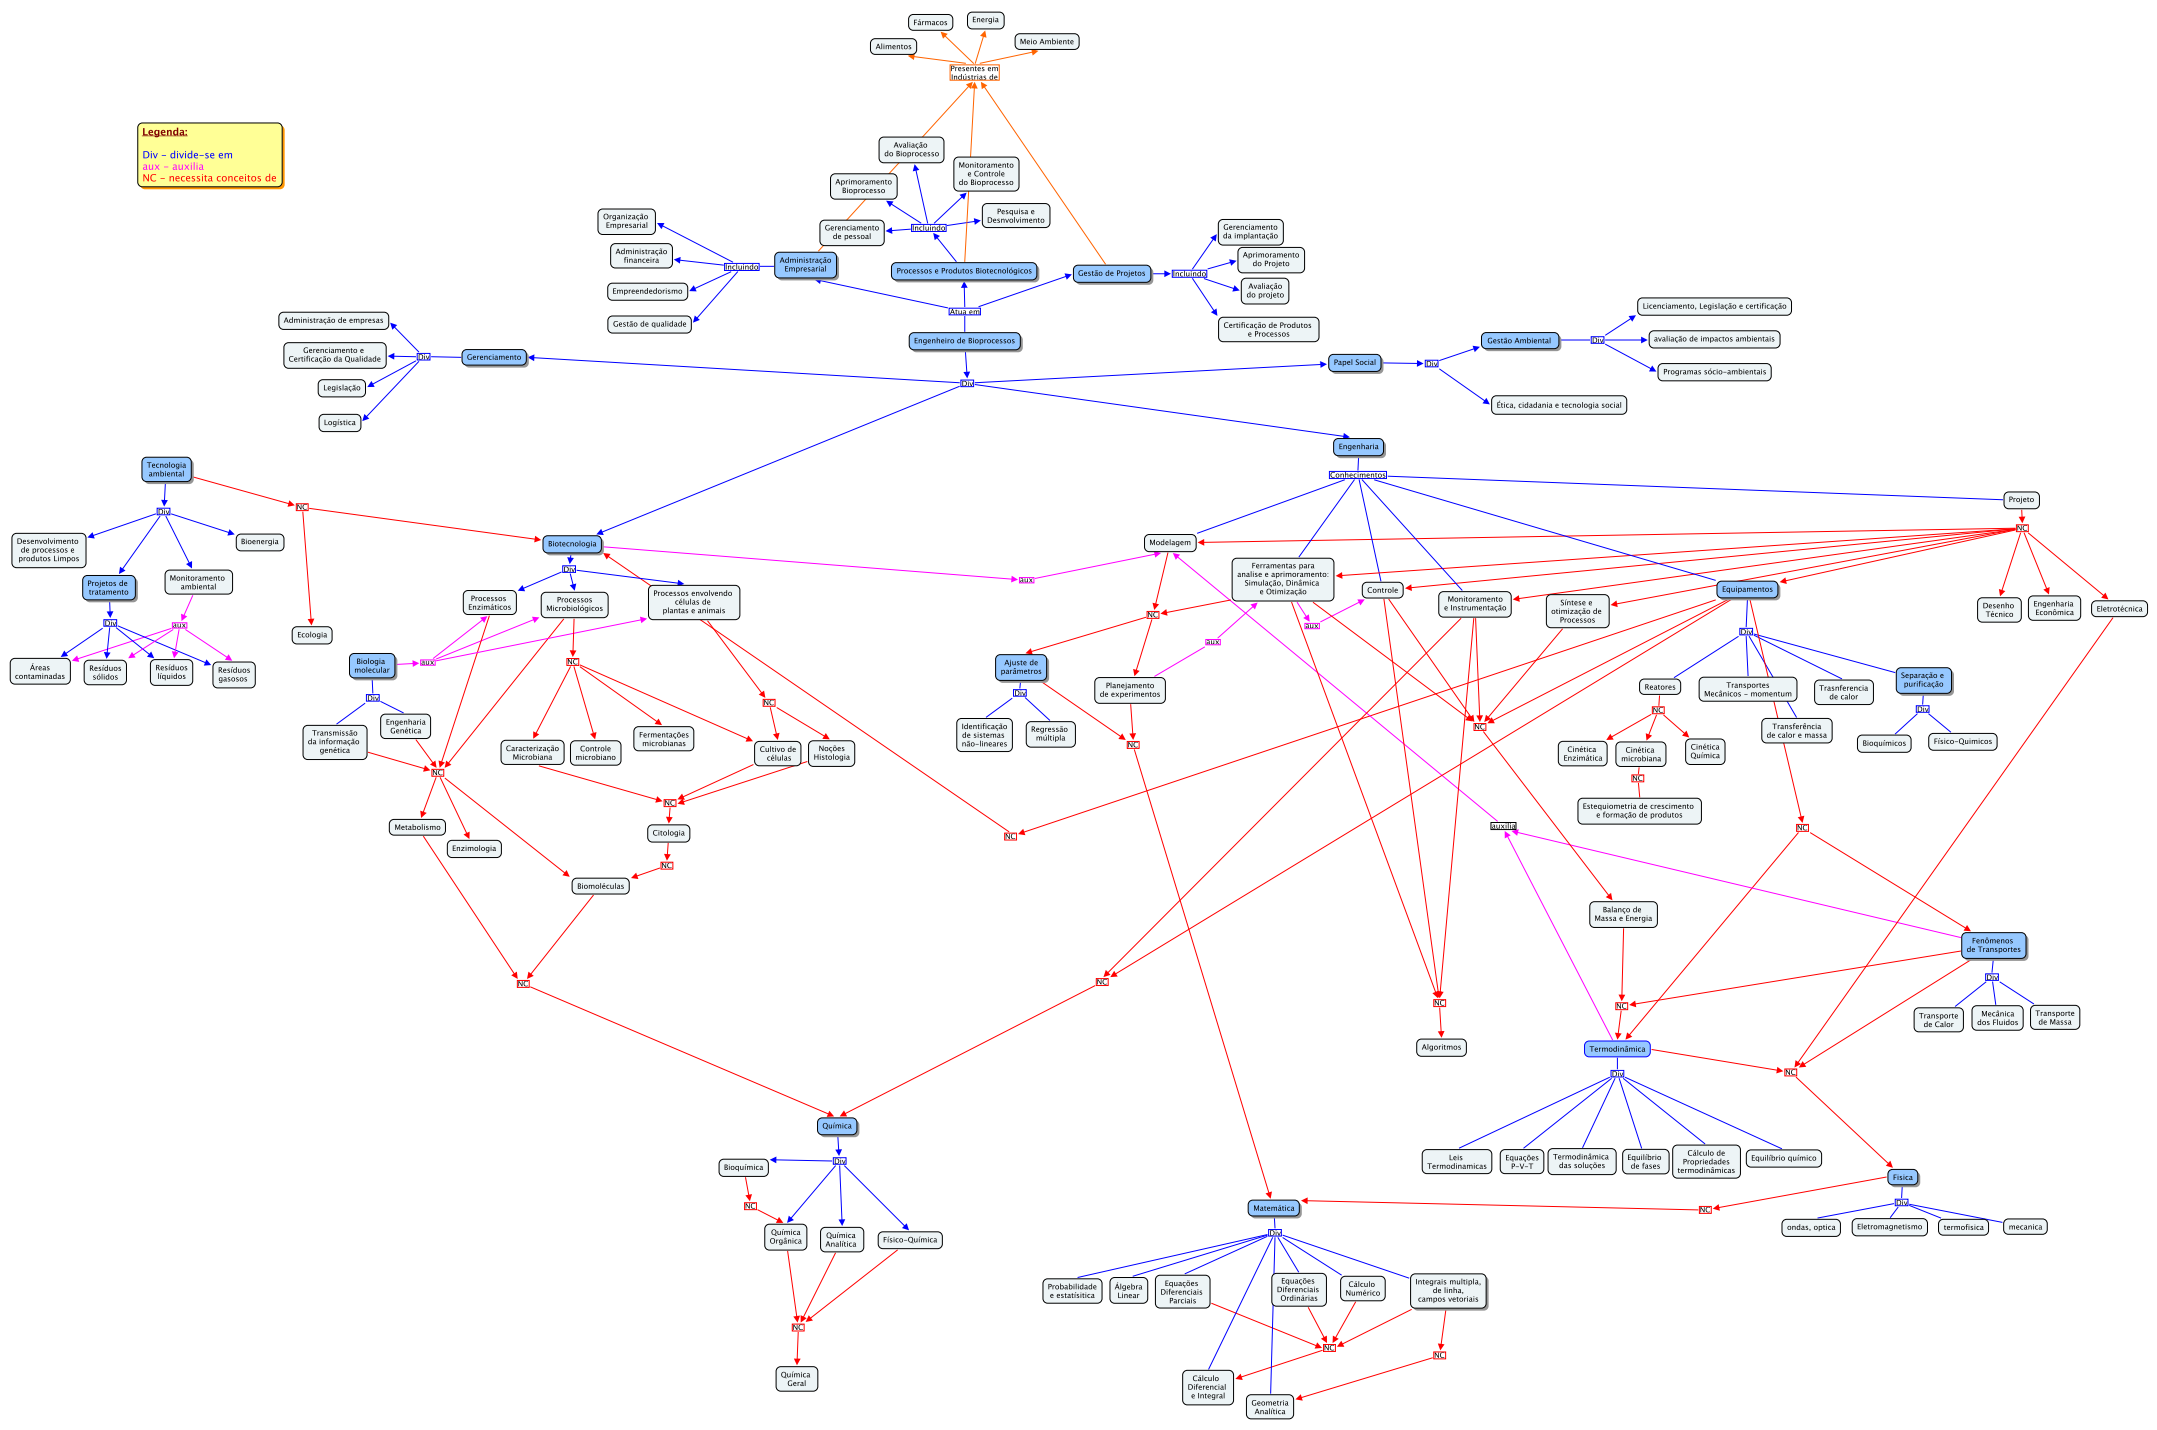 Fármacos
Energia
Alimentos
Meio Ambiente
Presentes em
Indústrias de
Legenda:
Div - divide-se em
aux - auxilia
NC - necessita conceitos de
Avaliação
do Bioprocesso
Monitoramento
e Controle
do Bioprocesso
Aprimoramento
Bioprocesso
Pesquisa e
Desnvolvimento
Gerenciamento
de pessoal
Incluindo
Organização
Empresarial
Administração
financeira
Empreendedorismo
Gestão de qualidade
Incluindo
Administração
Empresarial
Processos e Produtos Biotecnológicos
Gestão de Projetos
Incluindo
Gerenciamento
da implantação
Aprimoramento
do Projeto
Avaliação
do projeto
Certificação de Produtos
e Processos
Atua em
Engenheiro de Bioprocessos
Div
Administração de empresas
Gerenciamento e
Certificação da Qualidade
Legislação
Logística
Div
Gerenciamento
Papel Social
Div
Gestão Ambiental
Div
Licenciamento, Legislação e certificação
avaliação de impactos ambientais
Programas sócio-ambientais
Ética, cidadania e tecnologia social
Engenharia
Conhecimentos
Tecnologia
ambiental
NC
Div
Desenvolvimento
de processos e
produtos Limpos
Bioenergia
Projetos de
tratamento
Monitoramento
ambiental
Div
aux
Ecologia
Áreas
contaminadas
Resíduos
sólidos
Resíduos
líquidos
Resíduos
gasosos
Biotecnologia
Div
aux
Processos
Enzimáticos
Processos
Microbiológicos
Processos envolvendo
células de
plantas e animais
Biologia
molecular
aux
NC
Div
Transmissão
da informação
genética
Engenharia
Genética
NC
Caracterização
Microbiana
Controle
microbiano
Fermentações
microbianas
NC
Cultivo de
células
Noções
Histologia
NC
Citologia
NC
Metabolismo
Enzimologia
Biomoléculas
NC
Projeto
NC
Modelagem
Ferramentas para
analise e aprimoramento:
Simulação, Dinâmica
e Otimização
Controle
Monitoramento
e Instrumentação
Síntese e
otimização de
Processos
Equipamentos
Desenho
Técnico
Engenharia
Econômica
Eletrotécnica
NC
aux
aux
Div
Ajuste de
parâmetros
Planejamento
de experimentos
Div
Identificação
de sistemas
não-lineares
Regressão
múltipla
NC
NC
NC
Reatores
Transportes
Mecânicos - momentum
Trasnferencia
de calor
Separação e
purificação
NC
Transferência
de calor e massa
Div
Bioquímicos
Físico-Quimicos
Cinética
Enzimática
Cinética
microbiana
Cinética
Química
NC
Estequiometria de crescimento
e formação de produtos
auxilia
NC
Balanço de
Massa e Energia
Fenômenos
de Transportes
Div
Transporte
de Calor
Mecânica
dos Fluidos
Transporte
de Massa
NC
NC
NC
Algoritmos
Termodinâmica
Div
NC
Leis
Termodinamicas
Equações
P-V-T
Termodinâmica
das soluções
Equilíbrio
de fases
Cálculo de
Propriedades
termodinâmicas
Equilíbrio químico
Química
Div
Bioquímica
NC
Química
Orgânica
Química
Analítica
Físico-Química
NC
Química
Geral
Fisica
Div
ondas, optica
Eletromagnetismo
termofisica
mecanica
NC
Matemática
Div
Probabilidade
e estatísitica
Álgebra
Linear
Equações
Diferenciais
Parciais
Equações
Diferenciais
Ordinárias
Cálculo
Numérico
Integrais multipla,
de linha,
campos vetoriais
NC
NC
Cálculo
Diferencial
e Integral
Geometria
Analítica